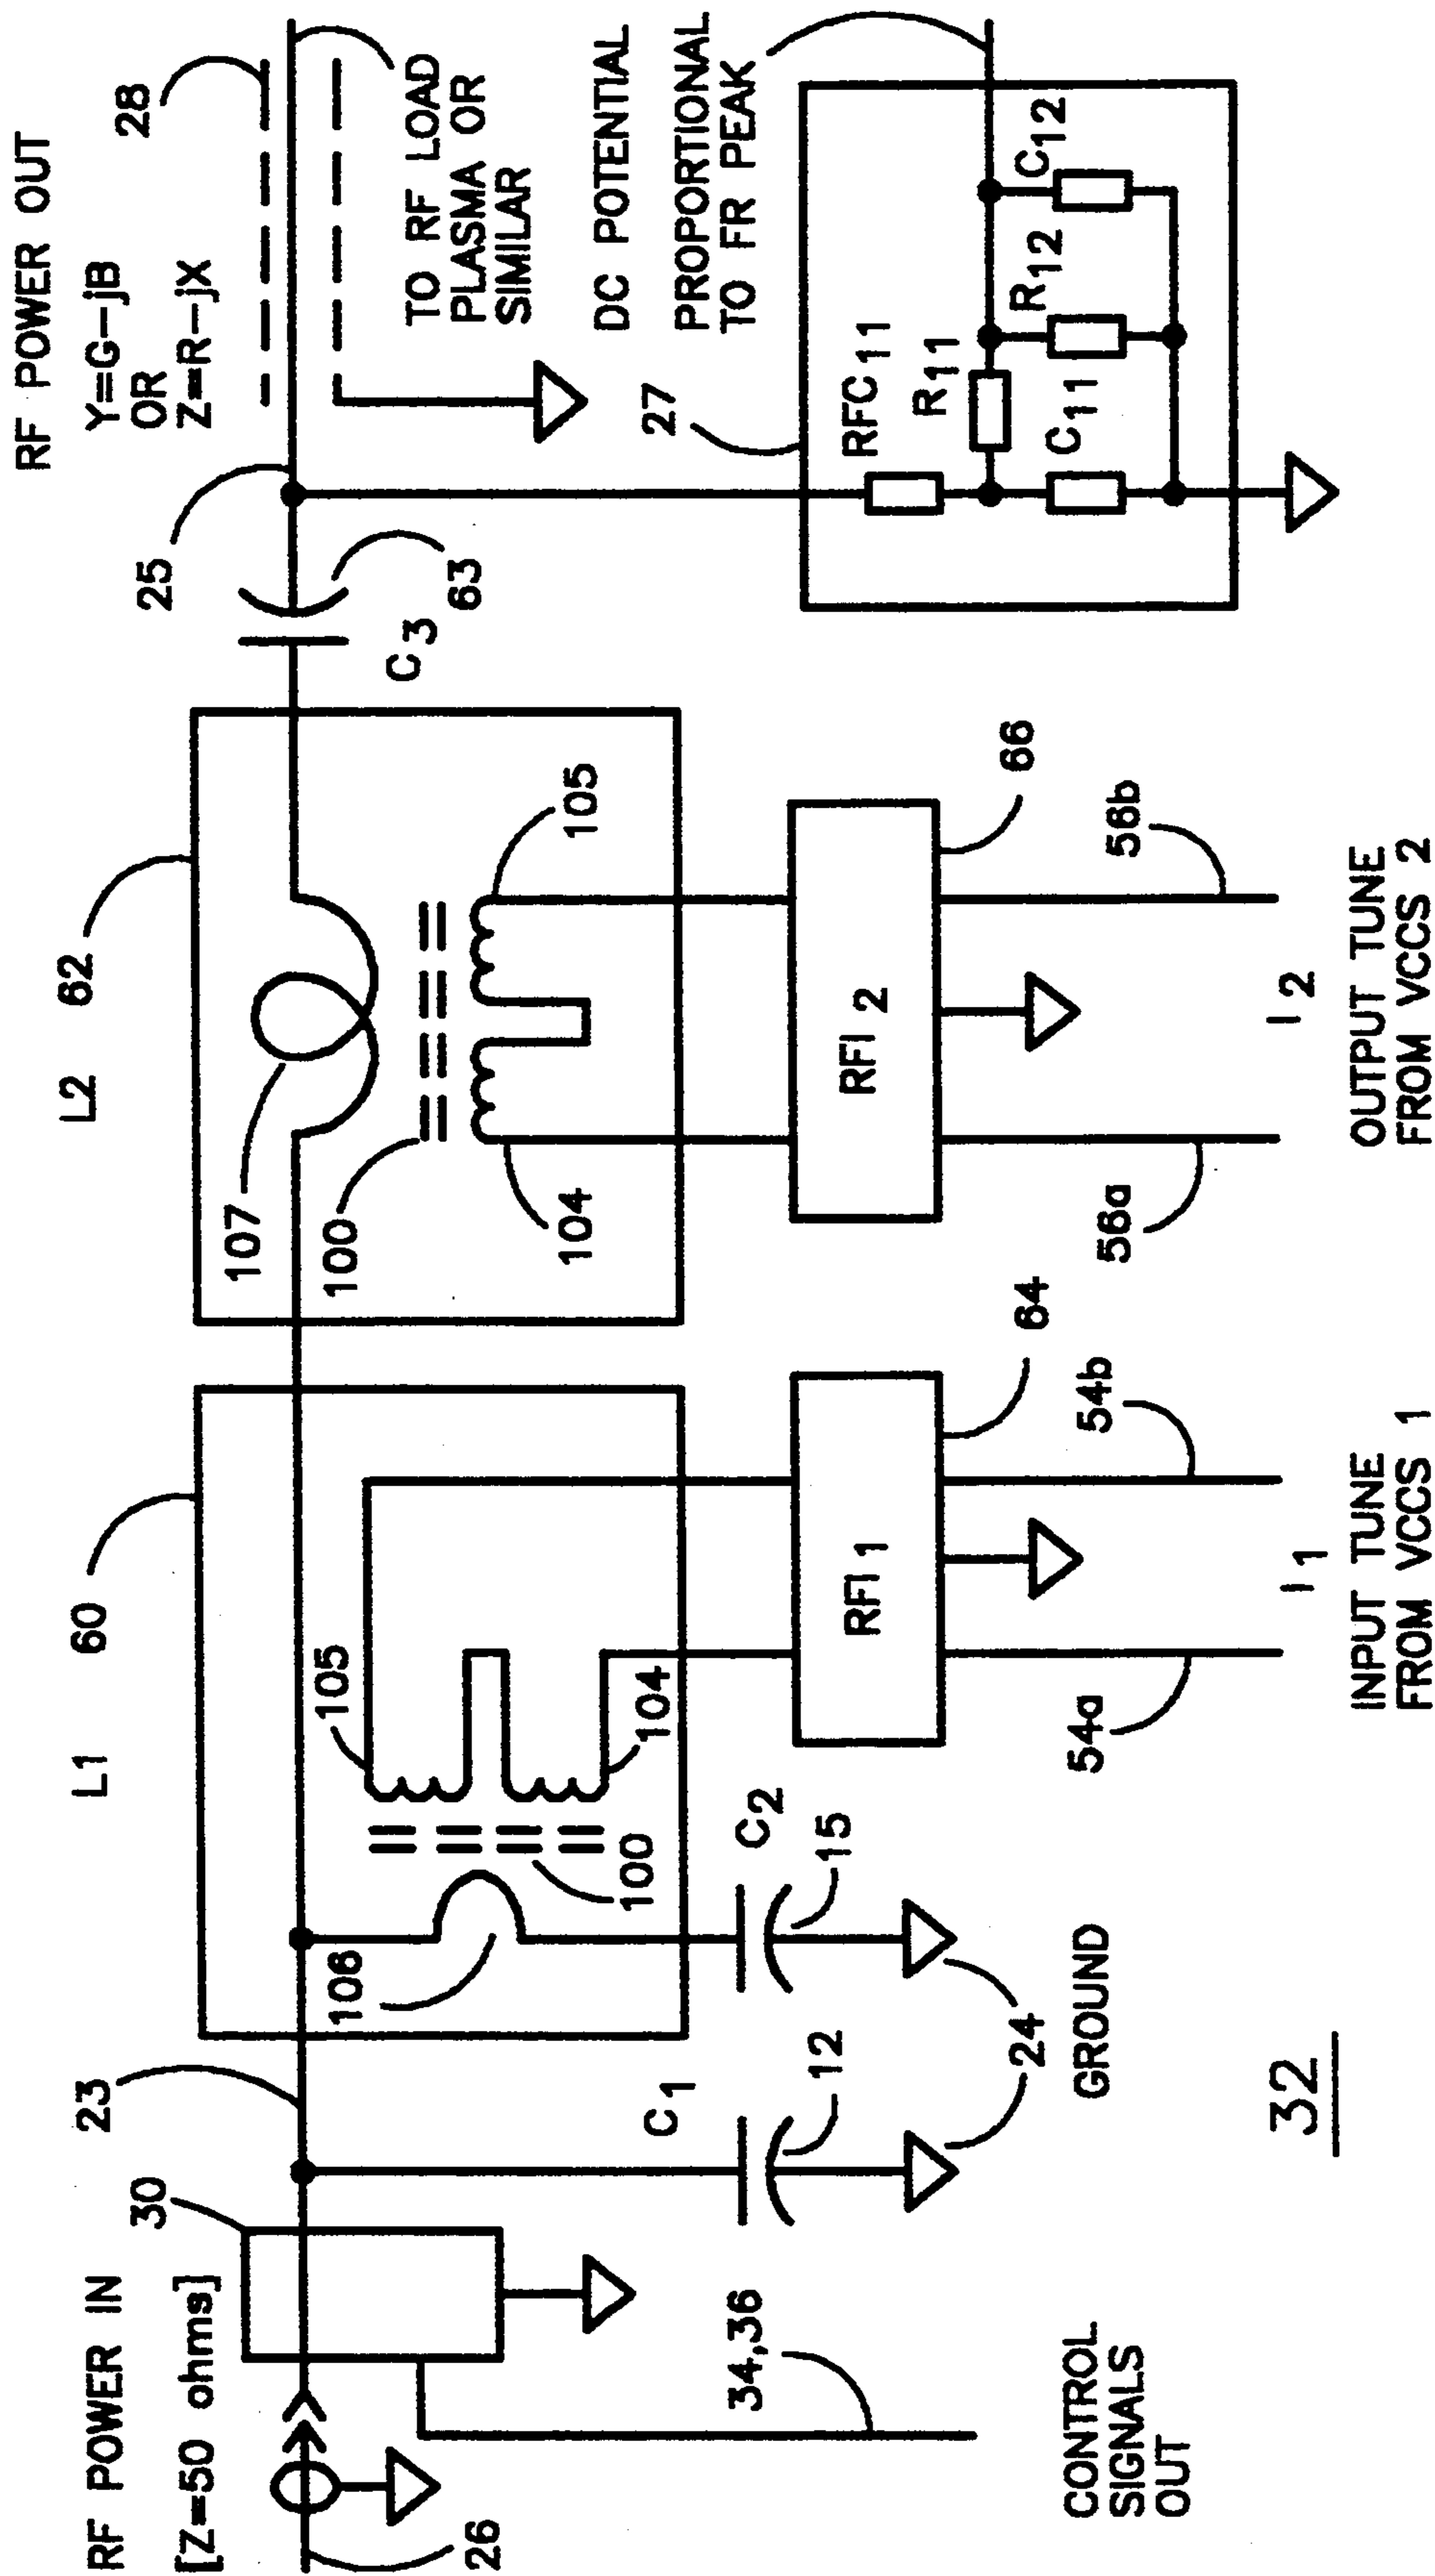 RF POWER IN
[Z=50 ohms]
26
30
23
34,36
CONTROL
SIGNALS
OUT
C1
12
C2
15
24
GROUND
32
L1 60
106
100
105
104
RFI1
64
54a
54b
I1
INPUT TUNE
FROM VCCS 1
L2 62
107
100
104
105
RFI2
66
56a
56b
I2
OUTPUT TUNE
FROM VCCS 2
C3
63
25
RF POWER OUT
Y=G-jB
OR
Z=R-jX
28
TO RF LOAD
PLASMA OR
SIMILAR
DC POTENTIAL
PROPORTIONAL
TO FR PEAK
27
RFC11
R11
C11
R12
C12